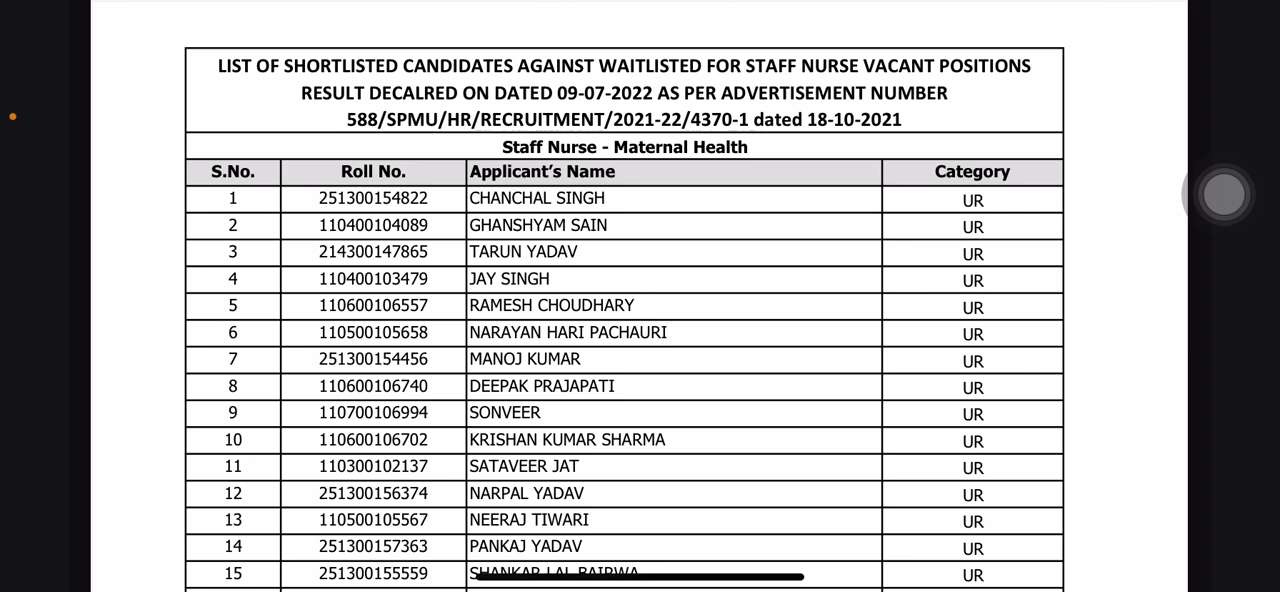 LIST OF SHORTLISTED CANDIDATES AGAINST WAITLISTED FOR STAFF NURSE VACANT POSITIONS
RESULT DECALRED ON DATED 09-07-2022 AS PER ADVERTISEMENT NUMBER
588/SPMU/HR/RECRUITMENT/2021-22/4370-1 dated 18-10-2021
Staff Nurse - Maternal Health
S.No. Roll No. Applicant's Name Category
1 251300154822 CHANCHAL SINGH UR
2 110400104089 GHANSHYAM SAIN UR
3 214300147865 TARUN YADAV UR
4 110400103479 JAY SINGH UR
5 110600106557 RAMESH CHOUDHARY UR
6 110500105658 NARAYAN HARI PACHAURI UR
7 251300154456 MANOJ KUMAR UR
8 110600106740 DEEPAK PRAJAPATI UR
9 110700106994 SONVEER UR
10 110600106702 KRISHAN KUMAR SHARMA UR
11 110300102137 SATAVEER JAT UR
12 251300156374 NARPAL YADAV UR
13 110500105567 NEERAJ TIWARI UR
14 251300157363 PANKAJ YADAV UR
15 251300155559 SHANKAR LAL BAIRWA UR